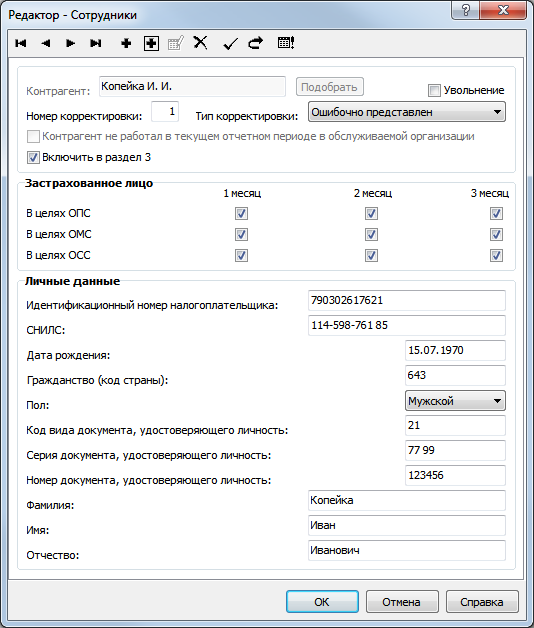 Редактор - Сотрудники
Контрагент: Копейка И. И. Подобрать Увольнение
Номер корректировки: 1 Тип корректировки: Ошибочно представлен
Контрагент не работал в текущем отчетном периоде в обслуживаемой организации
Включить в раздел 3
Застрахованное лицо
1 месяц 2 месяц 3 месяц
В целях ОПС
В целях ОМС
В целях ОСС
Личные данные
Идентификационный номер налогоплательщика: 790302617621
СНИЛС: 114-598-761 85
Дата рождения: 15.07.1970
Гражданство (код страны): 643
Пол: Мужской
Код вида документа, удостоверяющего личность: 21
Серия документа, удостоверяющего личность: 77 99
Номер документа, удостоверяющего личность: 123456
Фамилия: Копейка
Имя: Иван
Отчество: Иванович
ОК Отмена Справка